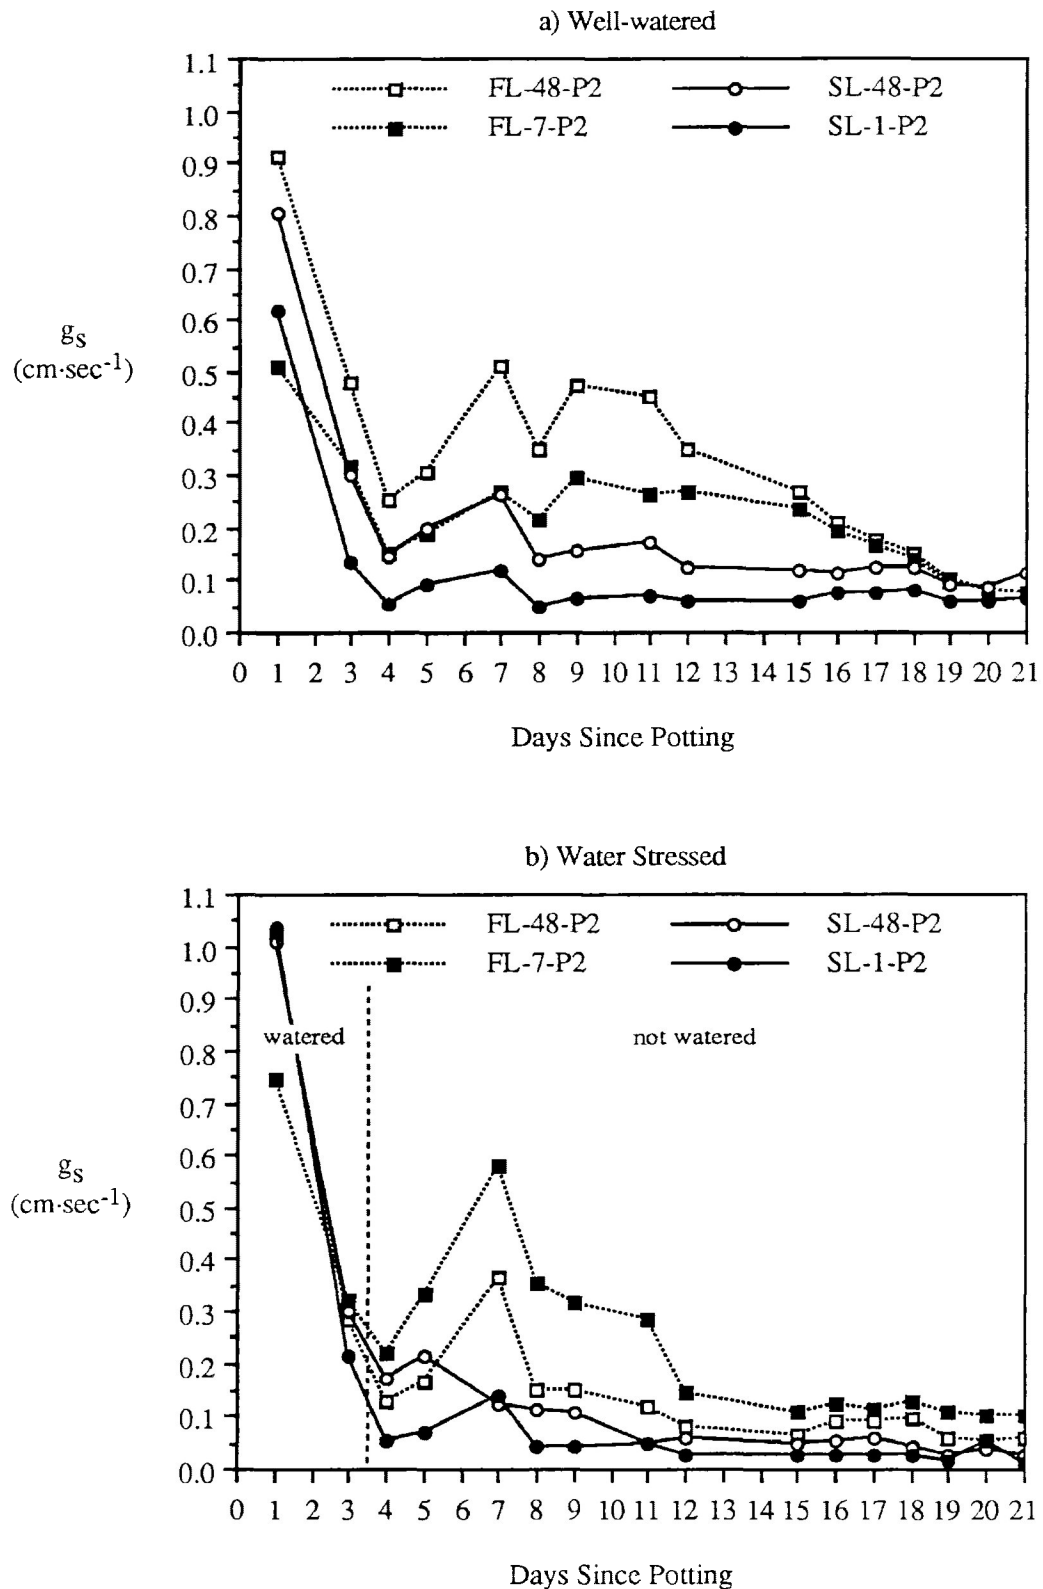 a) Well-watered
1.1
1.0
0.9
0.8
0.7
0.6
0.5
0.4
0.3
0.2
0.1
0.0
FL-48-P2 SL-48-P2
FL-7-P2 SL-1-P2
gs
(cm·sec-1)
0 1 2 3 4 5 6 7 8 9 10 11 12 13 14 15 16 17 18 19 20 21
Days Since Potting
b) Water Stressed
1.1
1.0
0.9
0.8
0.7
0.6
0.5
0.4
0.3
0.2
0.1
0.0
FL-48-P2 SL-48-P2
FL-7-P2 SL-1-P2
watered not watered
gs
(cm·sec-1)
0 1 2 3 4 5 6 7 8 9 10 11 12 13 14 15 16 17 18 19 20 21
Days Since Potting